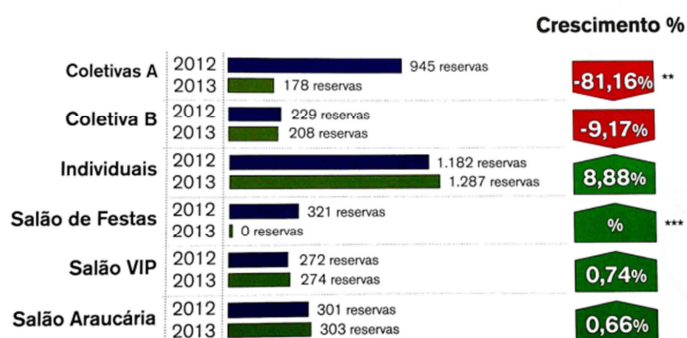 Crescimento %
Coletivas A
2012 945 reservas
2013 178 reservas
-81,16% **
Coletiva B
2012 229 reservas
2013 208 reservas
-9,17%
Individuais
2012 1.182 reservas
2013 1.287 reservas
8,88%
Salão de Festas
2012 321 reservas
2013 0 reservas
% ***
Salão VIP
2012 272 reservas
2013 274 reservas
0,74%
Salão Araucária
2012 301 reservas
2013 303 reservas
0,66%